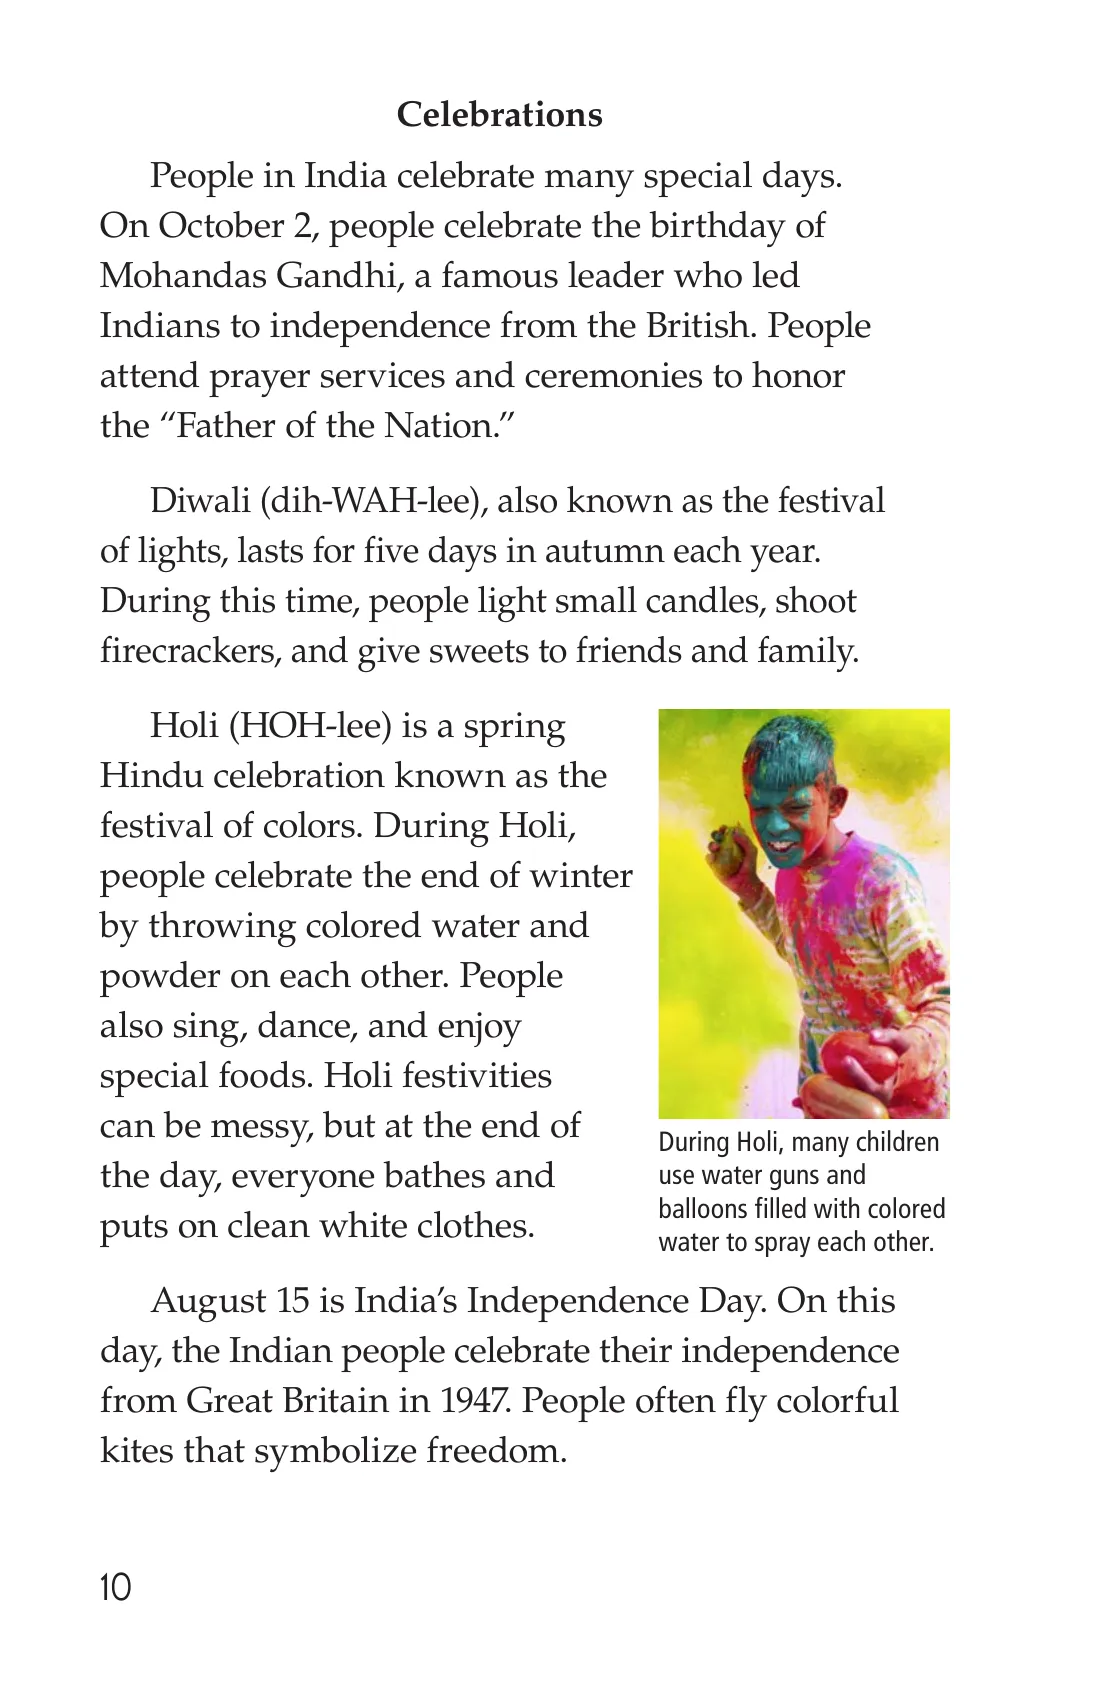 Celebrations
People in India celebrate many special days.
On October 2, people celebrate the birthday of
Mohandas Gandhi, a famous leader who led
Indians to independence from the British. People
attend prayer services and ceremonies to honor
the “Father of the Nation.”
Diwali (dih-WAH-lee), also known as the festival
of lights, lasts for five days in autumn each year.
During this time, people light small candles, shoot
firecrackers, and give sweets to friends and family.
Holi (HOH-lee) is a spring
Hindu celebration known as the
festival of colors. During Holi,
people celebrate the end of winter
by throwing colored water and
powder on each other. People
also sing, dance, and enjoy
special foods. Holi festivities
can be messy, but at the end of
the day, everyone bathes and
puts on clean white clothes.
During Holi, many children
use water guns and
balloons filled with colored
water to spray each other.
August 15 is India’s Independence Day. On this
day, the Indian people celebrate their independence
from Great Britain in 1947. People often fly colorful
kites that symbolize freedom.
10